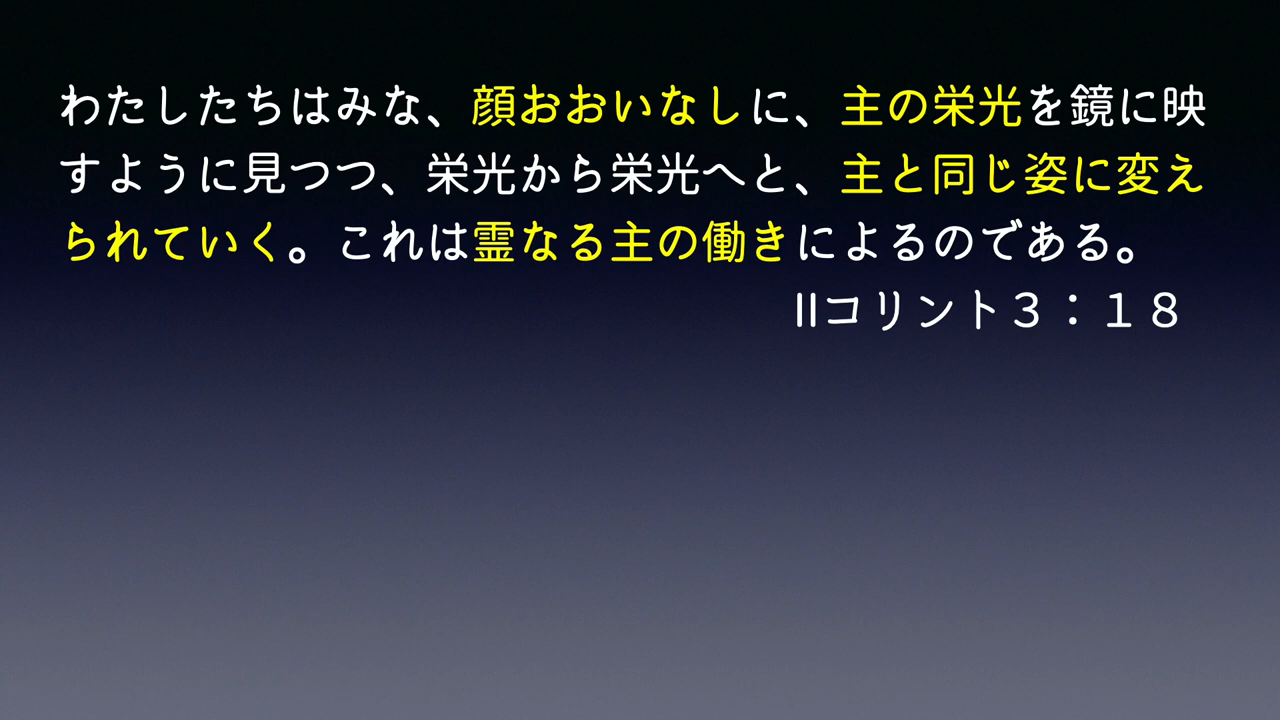 わたしたちはみな、顔おおいなしに、主の栄光を鏡に映
すように見つつ、栄光から栄光へと、主と同じ姿に変え
られていく。これは霊なる主の働きによるのである。
IIコリント３：１８